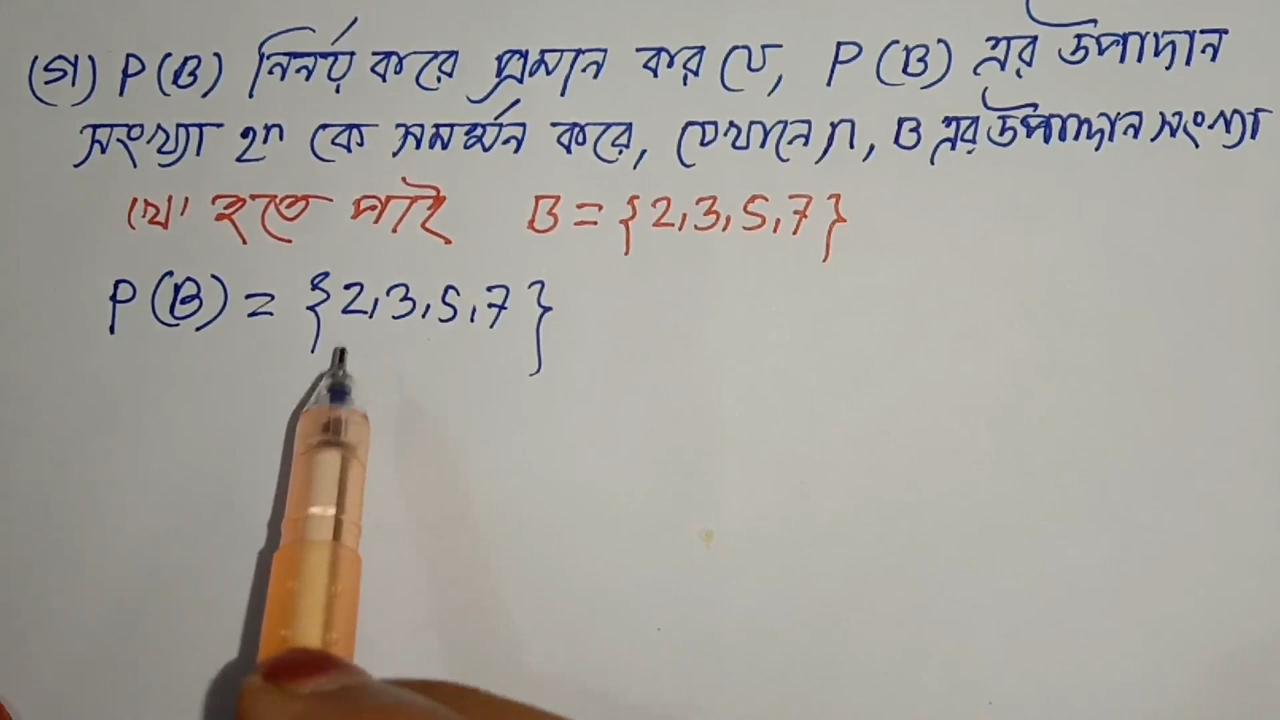 (গ) P(B) নির্নয় করে প্রমান কর যে, P(B) এর উপাদান
সংখ্যা 2ⁿ কে সমর্থন করে, যেখানে n, B এর উপাদান সংখ্যা
'খ' হতে পাই B = {2,3,5,7}
P(B) = {2,3,5,7}